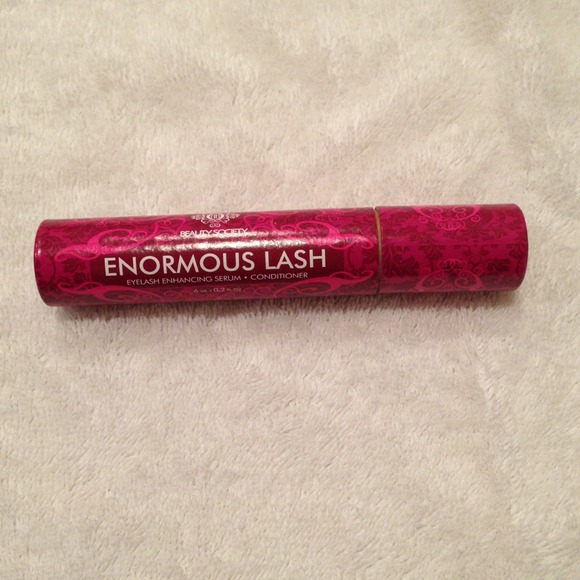 BEAUTY SOCIETY
ENORMOUS LASH
EYELASH ENHANCING SERUM • CONDITIONER